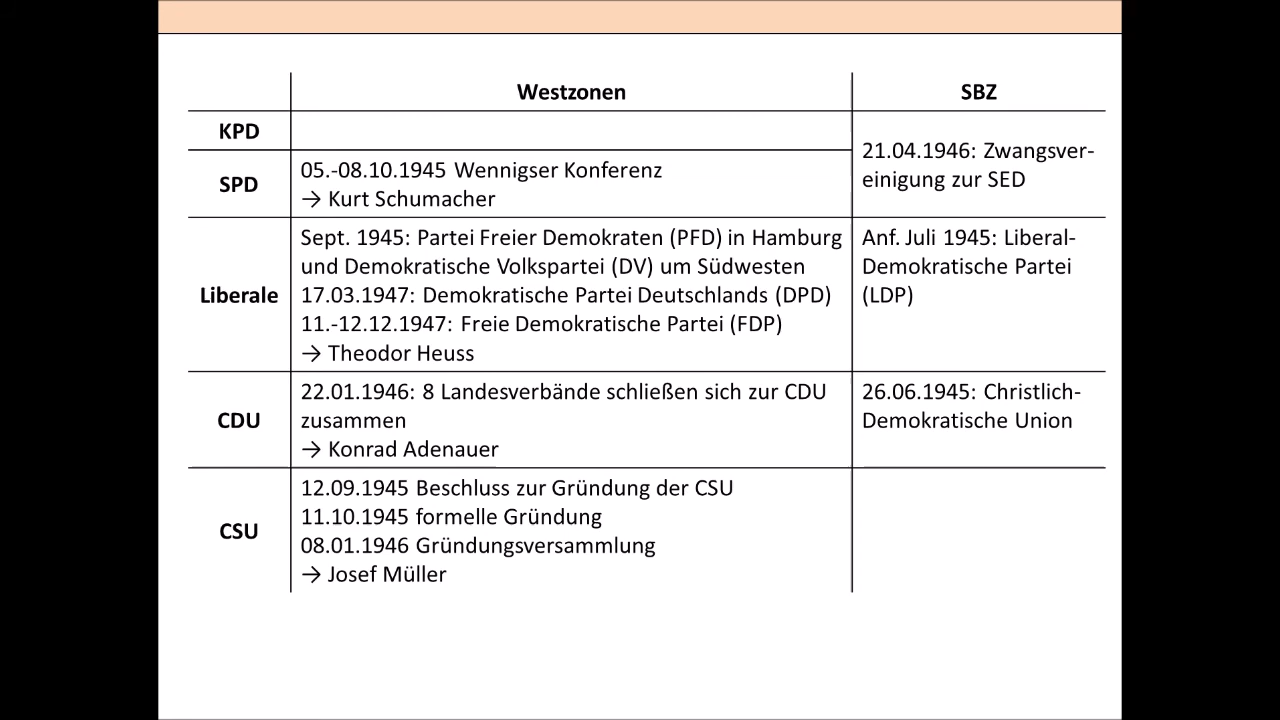 Westzonen
SBZ
KPD
21.04.1946: Zwangsver-
einigung zur SED
SPD
05.-08.10.1945 Wennigser Konferenz
→ Kurt Schumacher
Liberale
Sept. 1945: Partei Freier Demokraten (PFD) in Hamburg
und Demokratische Volkspartei (DV) um Südwesten
17.03.1947: Demokratische Partei Deutschlands (DPD)
11.-12.12.1947: Freie Demokratische Partei (FDP)
→ Theodor Heuss
Anf. Juli 1945: Liberal-
Demokratische Partei
(LDP)
CDU
22.01.1946: 8 Landesverbände schließen sich zur CDU
zusammen
→ Konrad Adenauer
26.06.1945: Christlich-
Demokratische Union
CSU
12.09.1945 Beschluss zur Gründung der CSU
11.10.1945 formelle Gründung
08.01.1946 Gründungsversammlung
→ Josef Müller